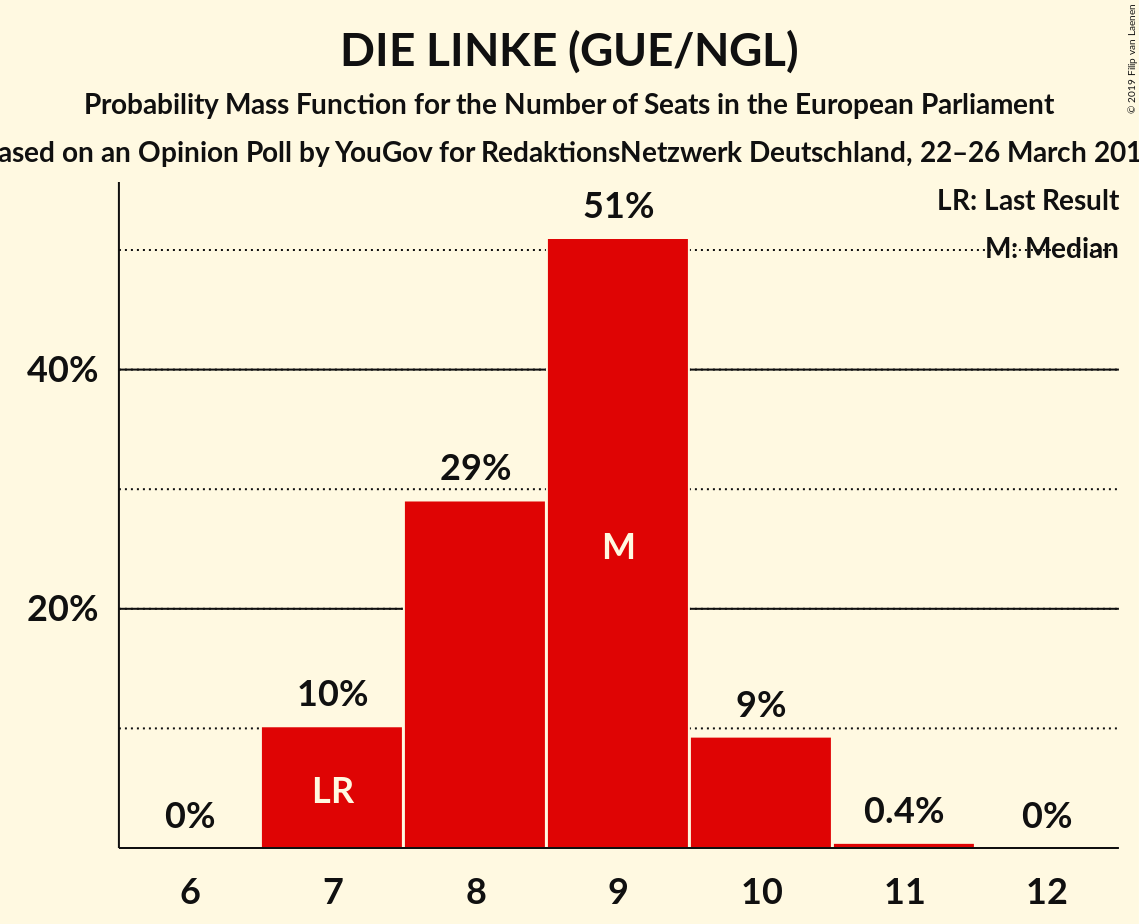 DIE LINKE (GUE/NGL)
Probability Mass Function for the Number of Seats in the European Parliament
ased on an Opinion Poll by YouGov for RedaktionsNetzwerk Deutschland, 22–26 March 201
© 2019 Filip van Laenen
LR: Last Result
M: Median
51%
40%
29%
M
20%
10%
9%
LR
0%
0.4%
0%
6 7 8 9 10 11 12